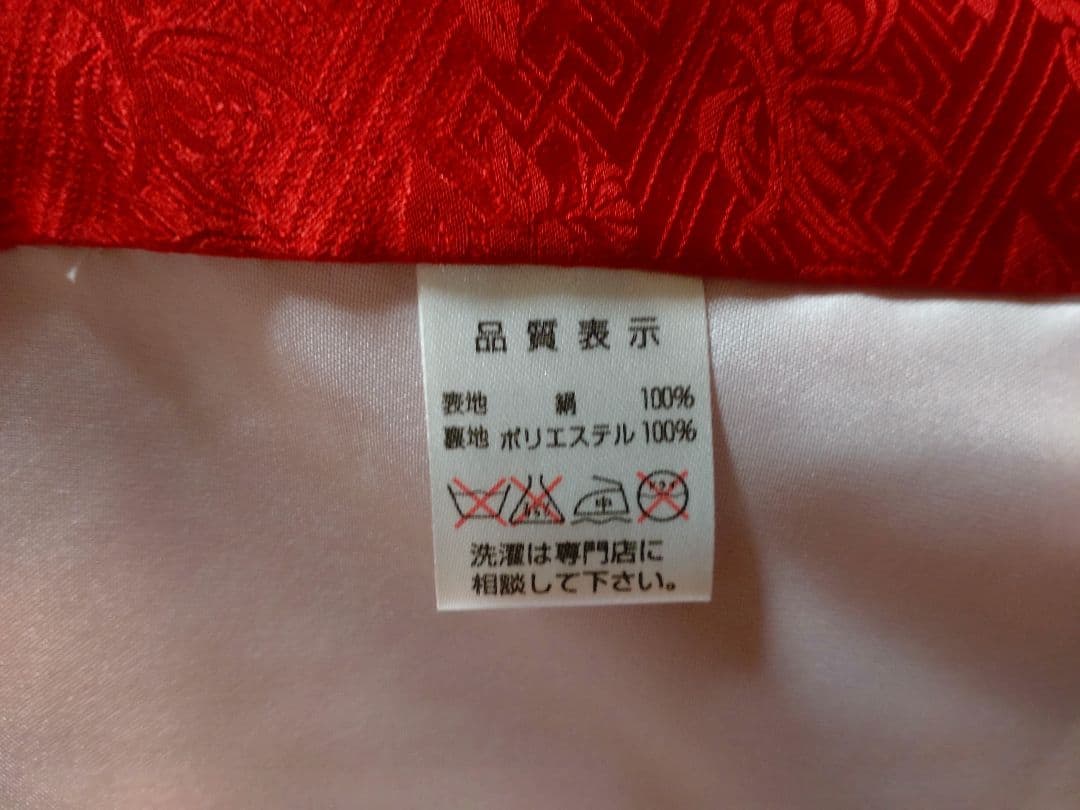 品質表示
表地 絹 100%
裏地 ポリエステル 100%
中
洗濯は専門店に
相談して下さい。